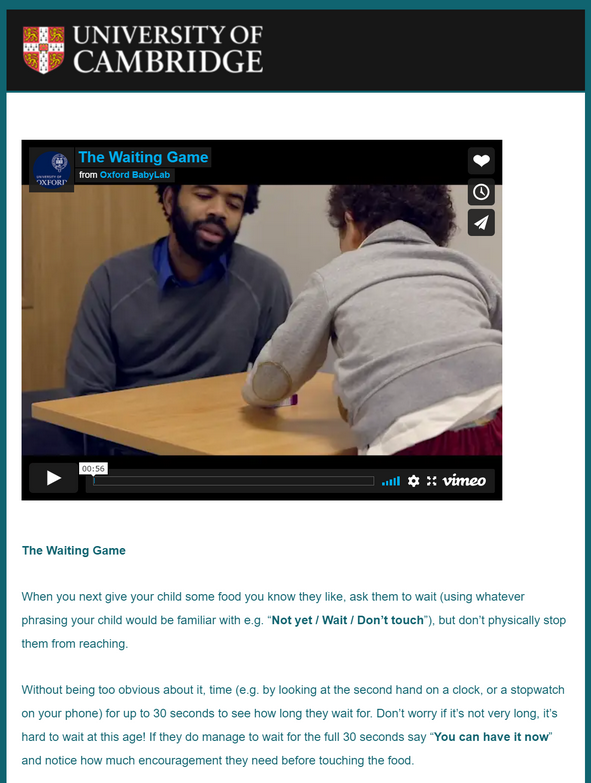 UNIVERSITY OF
CAMBRIDGE
The Waiting Game
from Oxford BabyLab
UNIVERSITY OF
OXFORD
00:56
vimeo
The Waiting Game
When you next give your child some food you know they like, ask them to wait (using whatever
phrasing your child would be familiar with e.g. “Not yet / Wait / Don’t touch”), but don’t physically stop
them from reaching.
Without being too obvious about it, time (e.g. by looking at the second hand on a clock, or a stopwatch
on your phone) for up to 30 seconds to see how long they wait for. Don’t worry if it’s not very long, it’s
hard to wait at this age! If they do manage to wait for the full 30 seconds say “You can have it now”
and notice how much encouragement they need before touching the food.